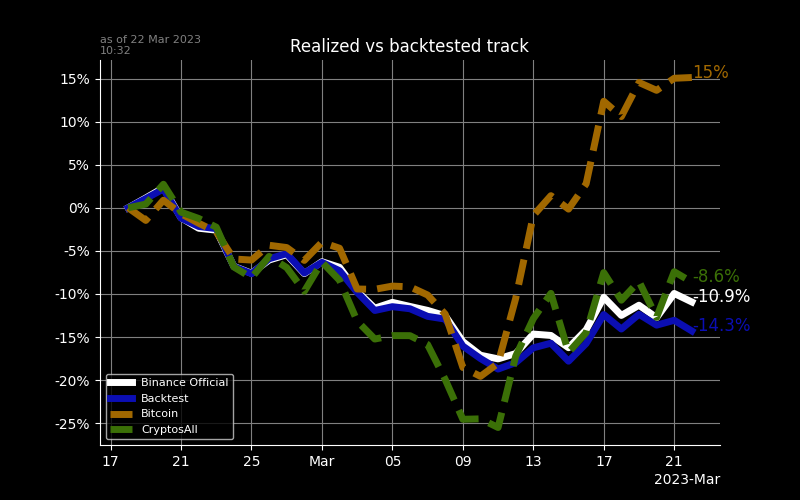 as of 22 Mar 2023
10:32
Realized vs backtested track
15%
10%
5%
0%
-5%
-10%
-15%
-20%
-25%
15%
-8.6%
-10.9%
-14.3%
Binance Official
Backtest
Bitcoin
CryptosAll
17 21 25 Mar 05 09 13 17 21
2023-Mar